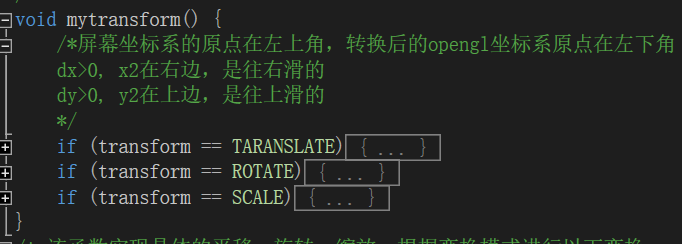 void mytransform() {
/*屏幕坐标系的原点在左上角，转换后的opengl坐标系原点在左下角
dx>0, x2在右边，是往右滑的
dy>0, y2在上边，是往上滑的
*/
if (transform == TARANSLATE) { ... }
if (transform == ROTATE) { ... }
if (transform == SCALE) { ... }
}